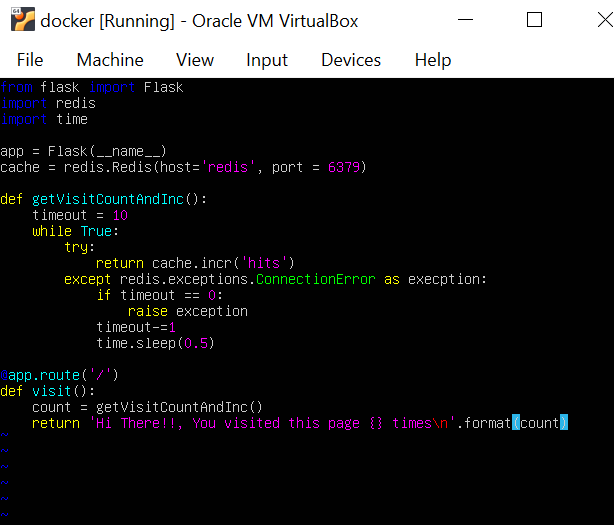 64
docker [Running] - Oracle VM VirtualBox
File Machine View Input Devices Help
from flask import Flask
import redis
import time
app = Flask(__name__)
cache = redis.Redis(host='redis', port = 6379)
def getVisitCountAndInc():
    timeout = 10
    while True:
        try:
            return cache.incr('hits')
        except redis.exceptions.ConnectionError as execption:
            if timeout == 0:
                raise exception
            timeout-=1
            time.sleep(0.5)
@app.route('/')
def visit():
    count = getVisitCountAndInc()
    return 'Hi There!!, You visited this page {} times\n'.format(count)
~
~
~
~
~
~